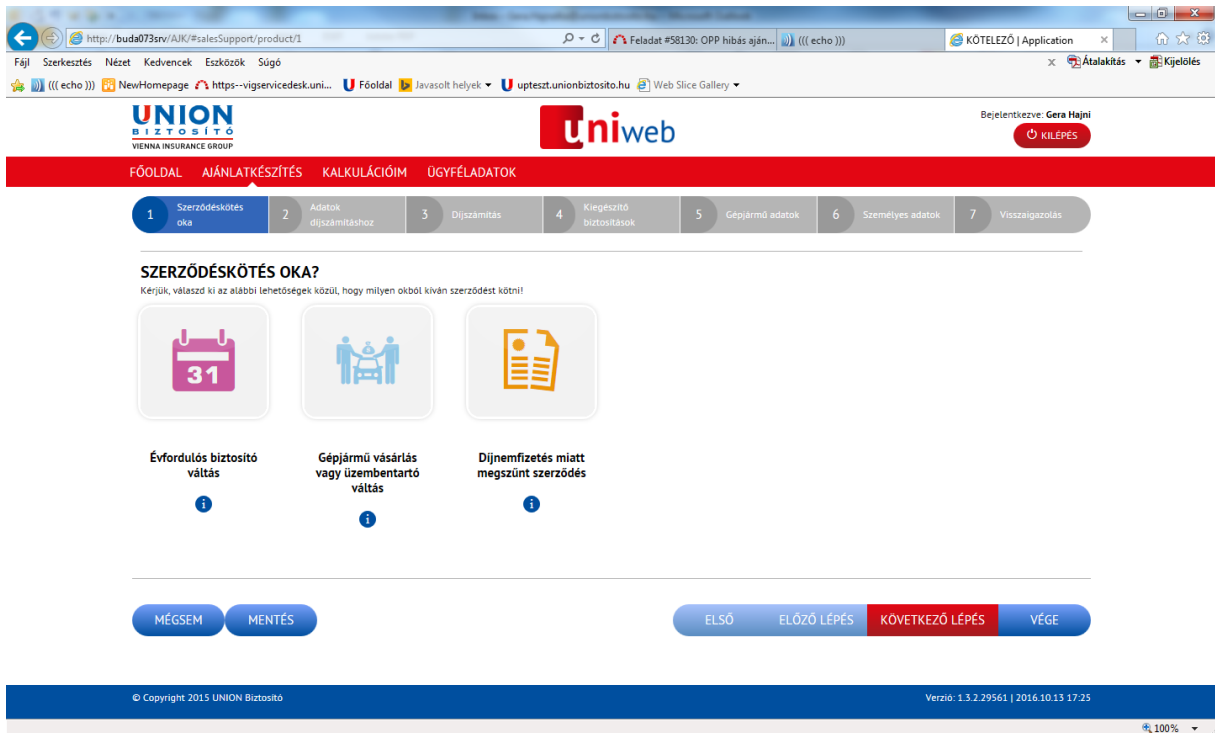 http://buda073srv/AJK/#salesSupport/product/1
Feladat #58130: OPP hibás aján...
((( echo )))
KÖTELEZŐ | Application
Fájl Szerkesztés Nézet Kedvencek Eszközök Súgó
x Átalakítás Kijelölés
((( echo ))) NewHomepage https--vigservicedesk.uni... Főoldal Javasolt helyek upteszt.unionbiztosito.hu Web Slice Gallery
UNION
BIZTOSÍTÓ
VIENNA INSURANCE GROUP
uniweb
Bejelentkezve: Gera Hajni
KILÉPÉS
FŐOLDAL AJÁNLATKÉSZÍTÉS KALKULÁCIÓIM ÜGYFÉLADATOK
1 Szerződéskötés
oka
2 Adatok
díjszámításhoz
3 Díjszámítás
4 Kiegészítő
biztosítások
5 Gépjármű adatok
6 Személyes adatok
7 Visszaigazolás
SZERZŐDÉSKÖTÉS OKA?
Kérjük, válaszd ki az alábbi lehetőségek közül, hogy milyen okból kíván szerződést kötni!
31
Évfordulós biztosító
váltás
i
Gépjármű vásárlás
vagy üzembentartó
váltás
i
Díjnemfizetés miatt
megszűnt szerződés
i
MÉGSEM MENTÉS
ELSŐ ELŐZŐ LÉPÉS KÖVETKEZŐ LÉPÉS VÉGE
© Copyright 2015 UNION Biztosító
Verzió: 1.3.2.29561 | 2016.10.13 17:25
100%